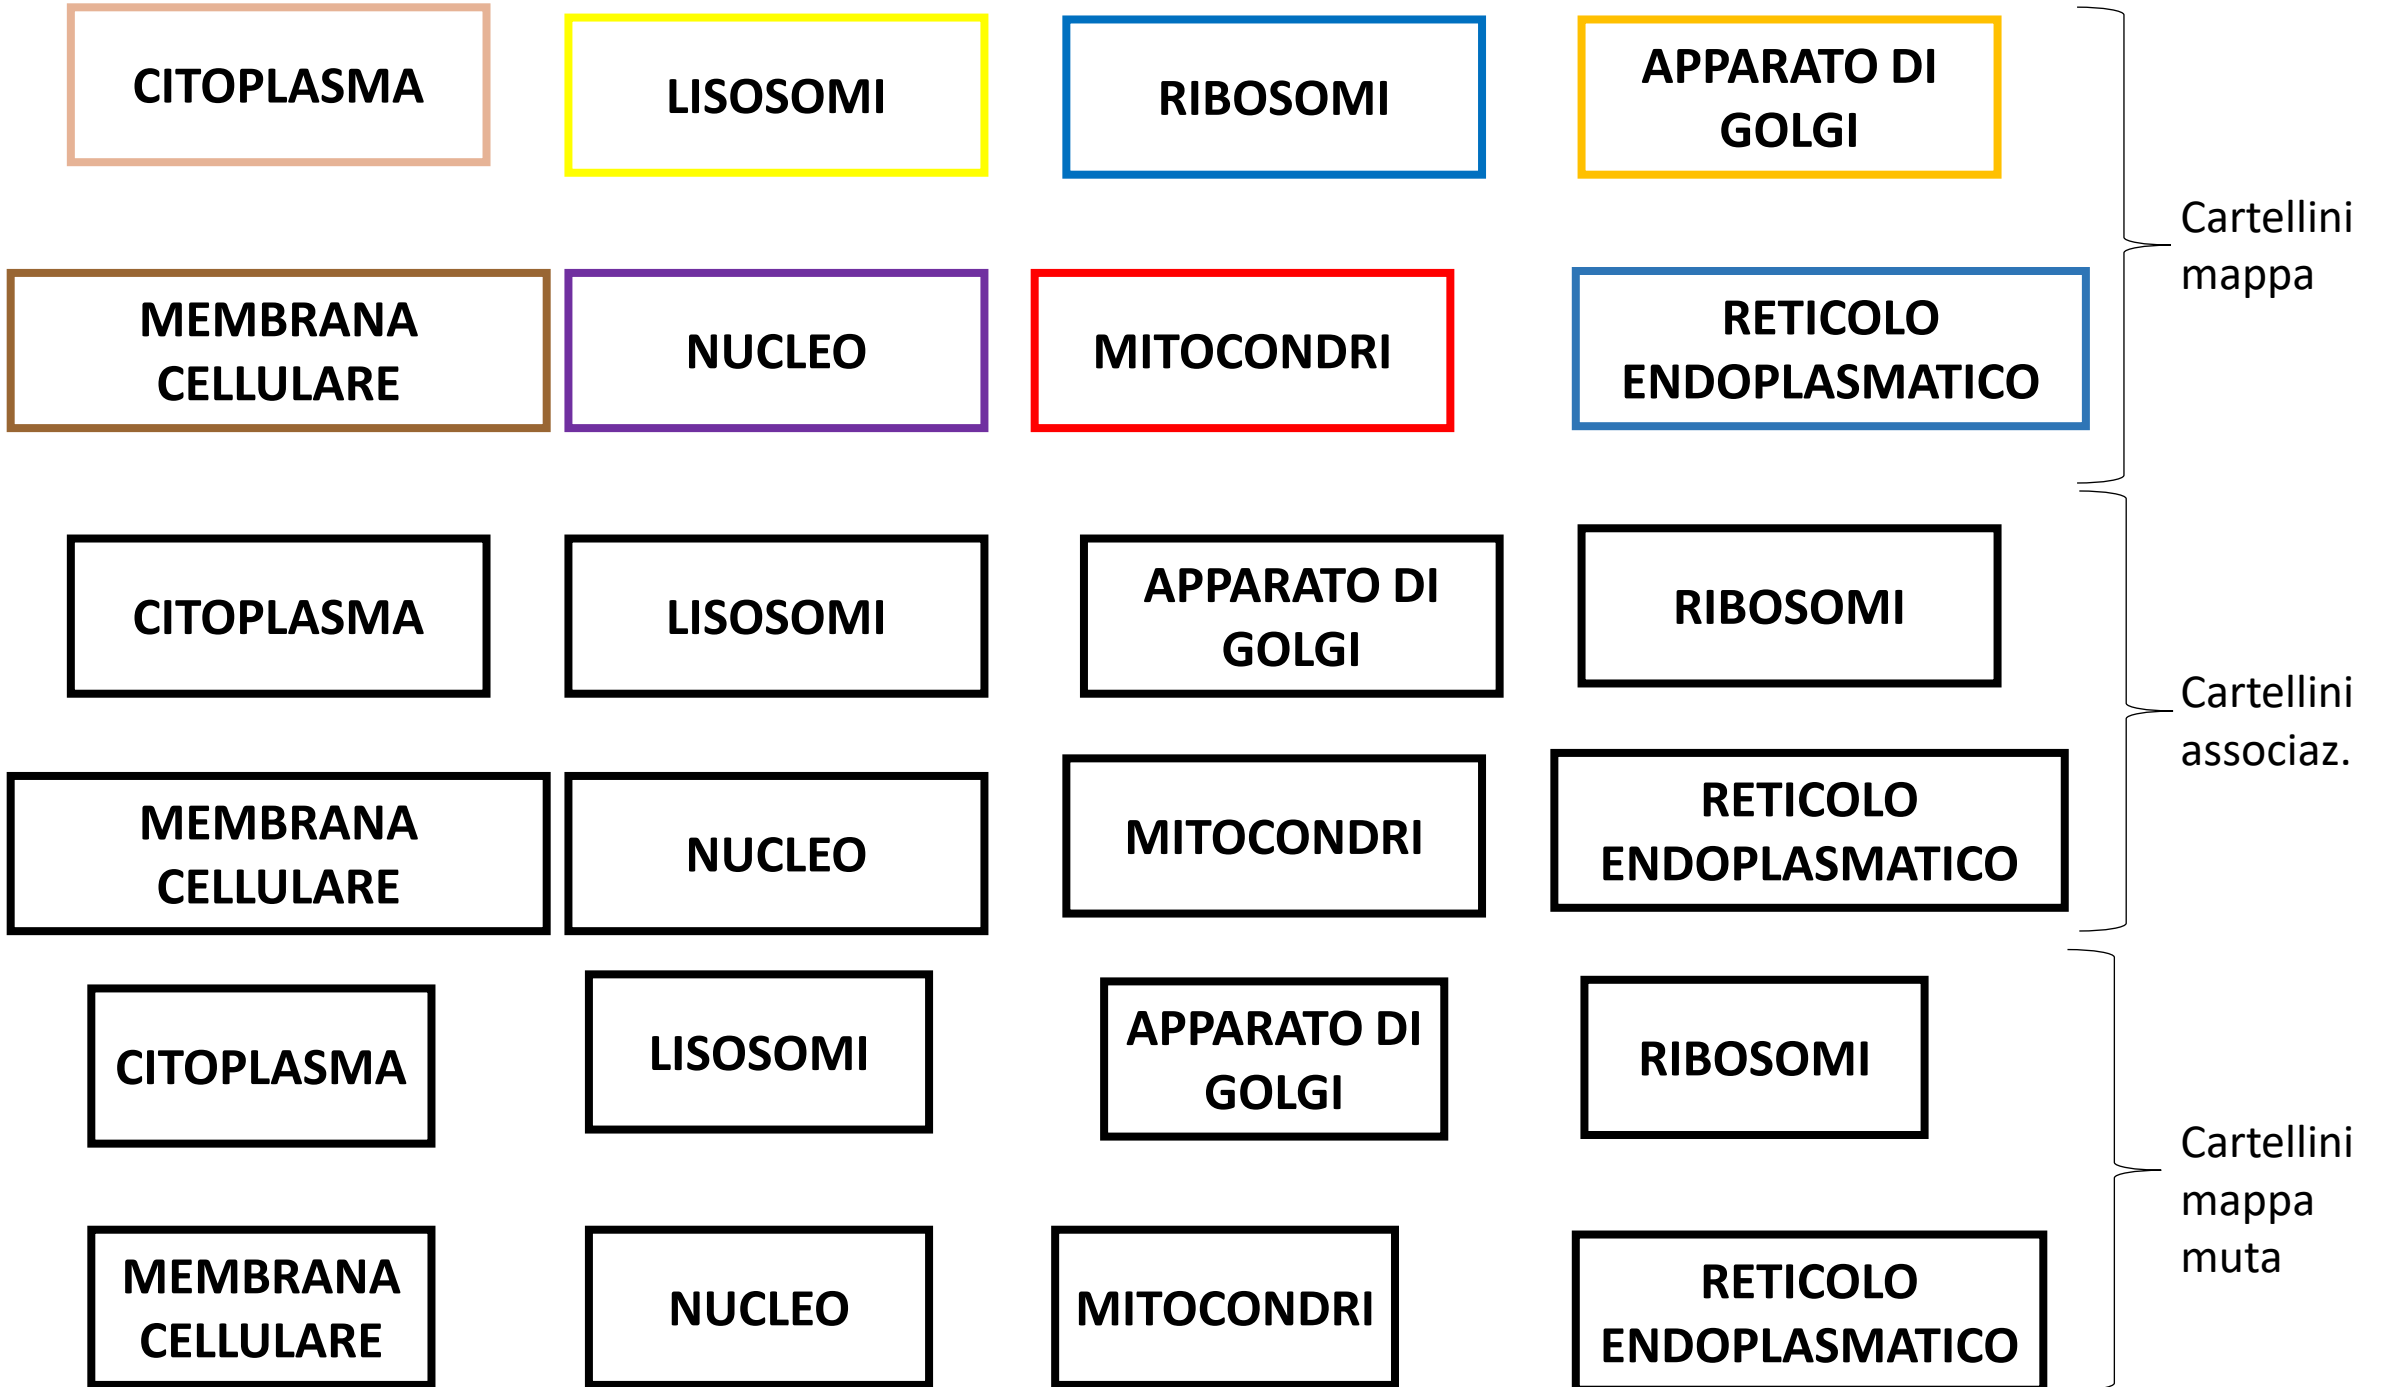 CITOPLASMA
LISOSOMI
RIBOSOMI
APPARATO DI
GOLGI
MEMBRANA
CELLULARE
NUCLEO
MITOCONDRI
RETICOLO
ENDOPLASMATICO
Cartellini
mappa
CITOPLASMA
LISOSOMI
APPARATO DI
GOLGI
RIBOSOMI
MEMBRANA
CELLULARE
NUCLEO
MITOCONDRI
RETICOLO
ENDOPLASMATICO
Cartellini
associaz.
CITOPLASMA
LISOSOMI
APPARATO DI
GOLGI
RIBOSOMI
MEMBRANA
CELLULARE
NUCLEO
MITOCONDRI
RETICOLO
ENDOPLASMATICO
Cartellini
mappa
muta